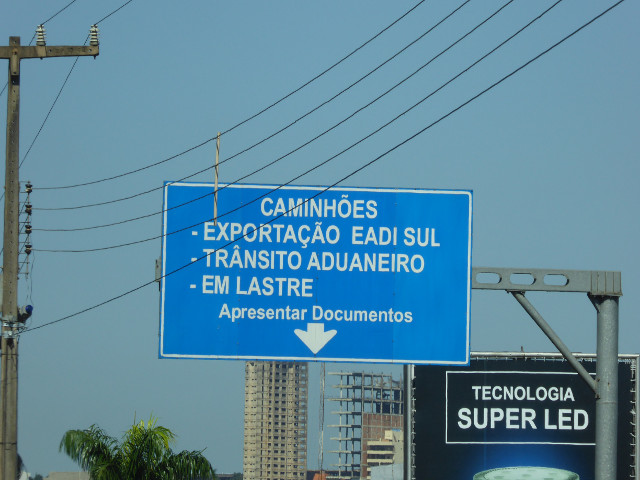 CAMINHÕES
- EXPORTAÇÃO EADI SUL
- TRÂNSITO ADUANEIRO
- EM LASTRE
Apresentar Documentos
TECNOLOGIA
SUPER LED